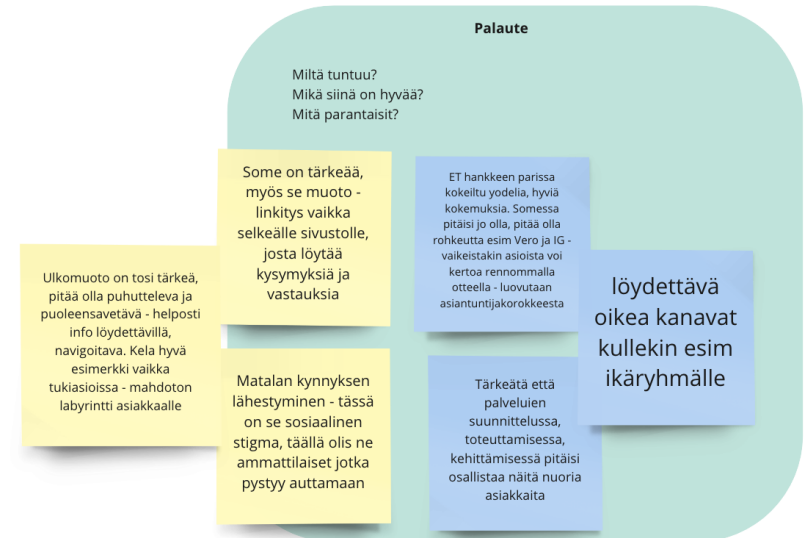 Palaute
Miltä tuntuu?
Mikä siinä on hyvää?
Mitä parantaisit?
Some on tärkeää,
myös se muoto -
linkitys vaikka
selkeälle sivustolle,
josta löytää
kysymyksiä ja
vastauksia
ET hankkeen parissa
kokeiltu yodelia, hyviä
kokemuksia. Somessa
pitäisi jo olla, pitää olla
rohkeutta esim Vero ja IG -
vaikeistakin asioista voi
kertoa rennommalla
otteella - luovutaan
asiantuntijakorokkeesta
Ulkomuoto on tosi tärkeä,
pitää olla puhutteleva ja
puoleensavetävä - helposti
info löydettävillä,
navigoitava. Kela hyvä
esimerkki vaikka
tukiasioissa - mahdoton
labyrintti asiakkaalle
löydettävä
oikea kanavat
kullekin esim
ikäryhmälle
Matalan kynnyksen
lähestyminen - tässä
on se sosiaalinen
stigma, täällä olis ne
ammattilaiset jotka
pystyy auttamaan
Tärkeätä että
palveluien
suunnittelussa,
toteuttamisessa,
kehittämisessä pitäisi
osallistaa näitä nuoria
asiakkaita